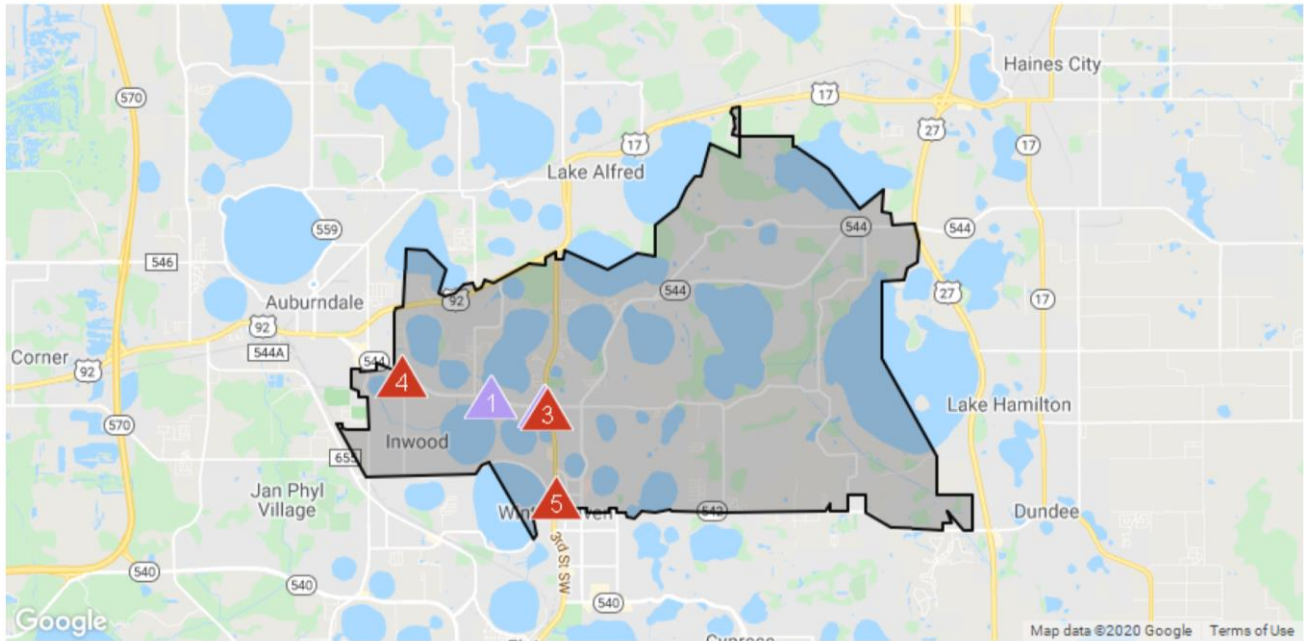 Haines City
570
17
27
17
17
Lake Alfred
559
544
544
546
544
27
Auburndale
92
17
92
544A
544
Corner
92
4
1
3
Lake Hamilton
570
Inwood
655
Jan Phyl
Village
5
542
Dundee
3rd St SW
540
540
540
Google
Map data ©2020 Google Terms of Use